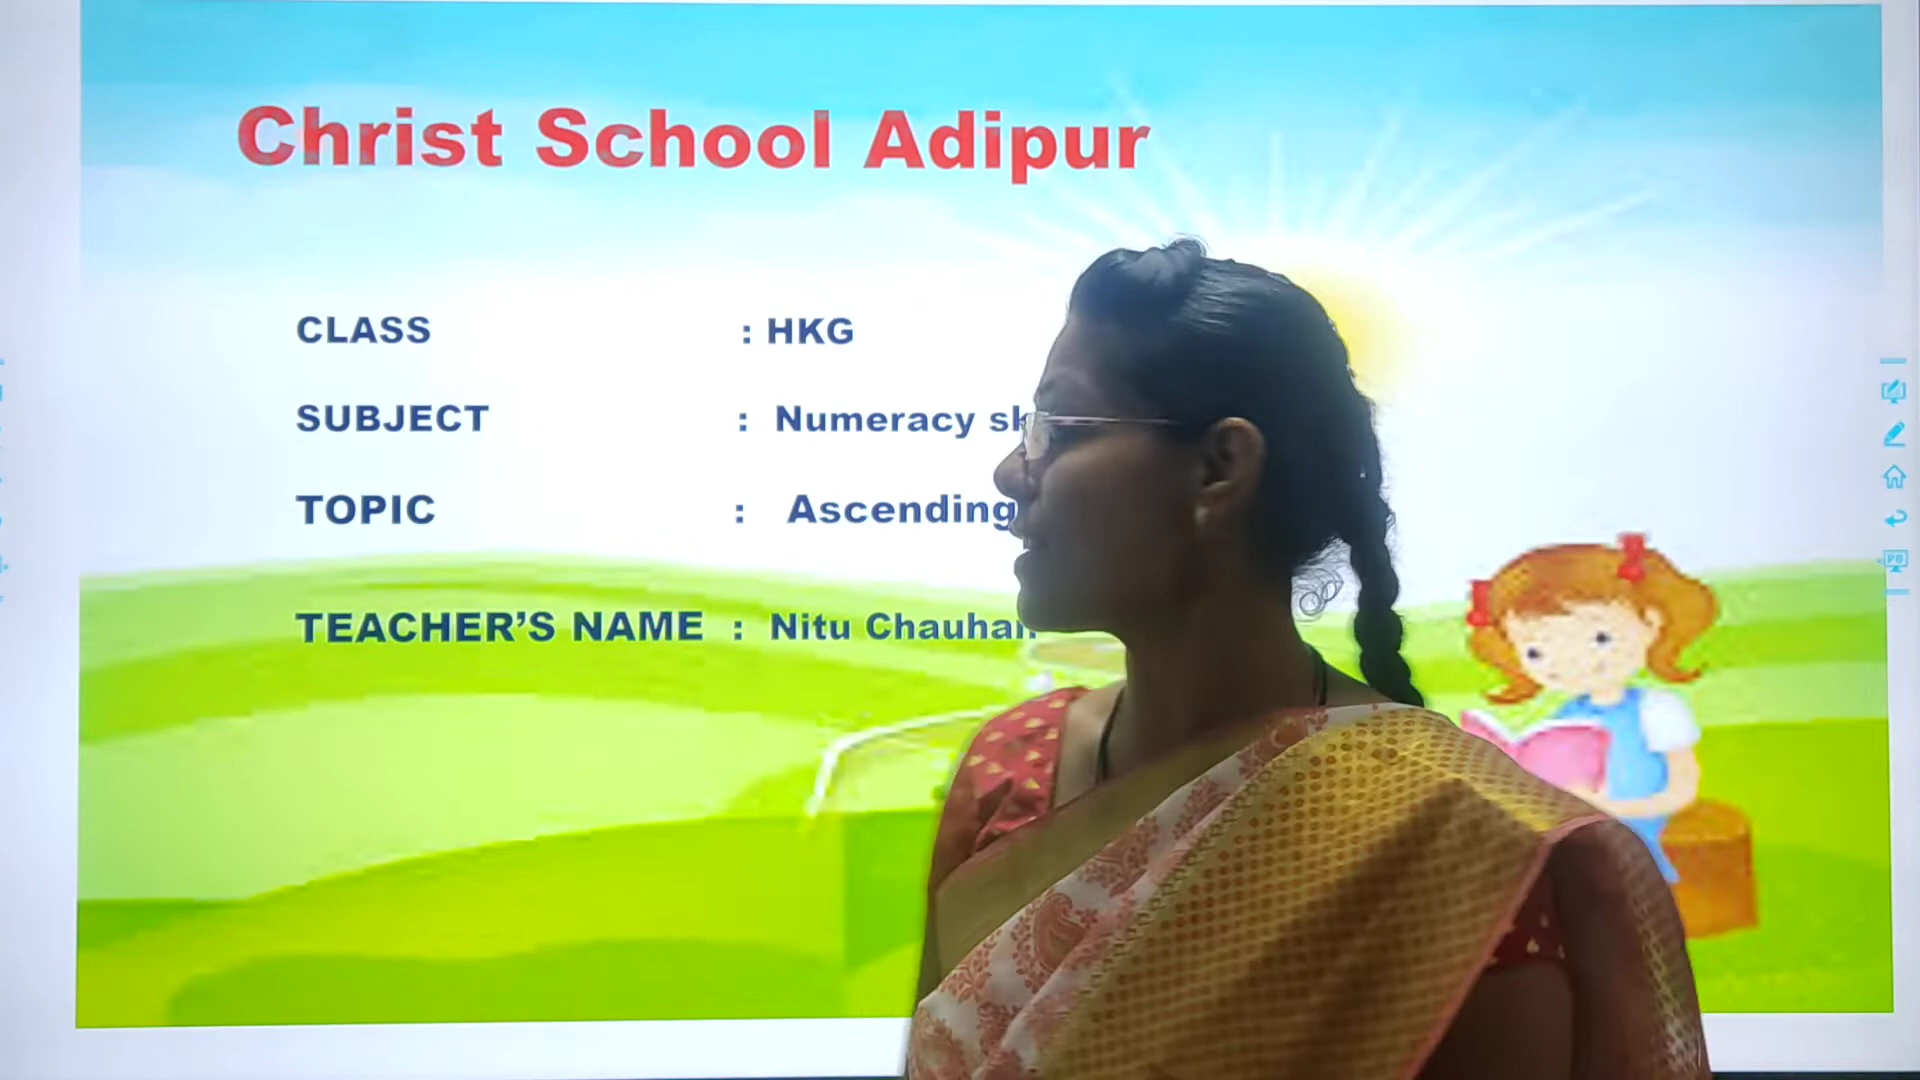 Christ School Adipur
CLASS : HKG
SUBJECT : Numeracy
TOPIC : Ascending
TEACHER'S NAME : Nitu Chauhan